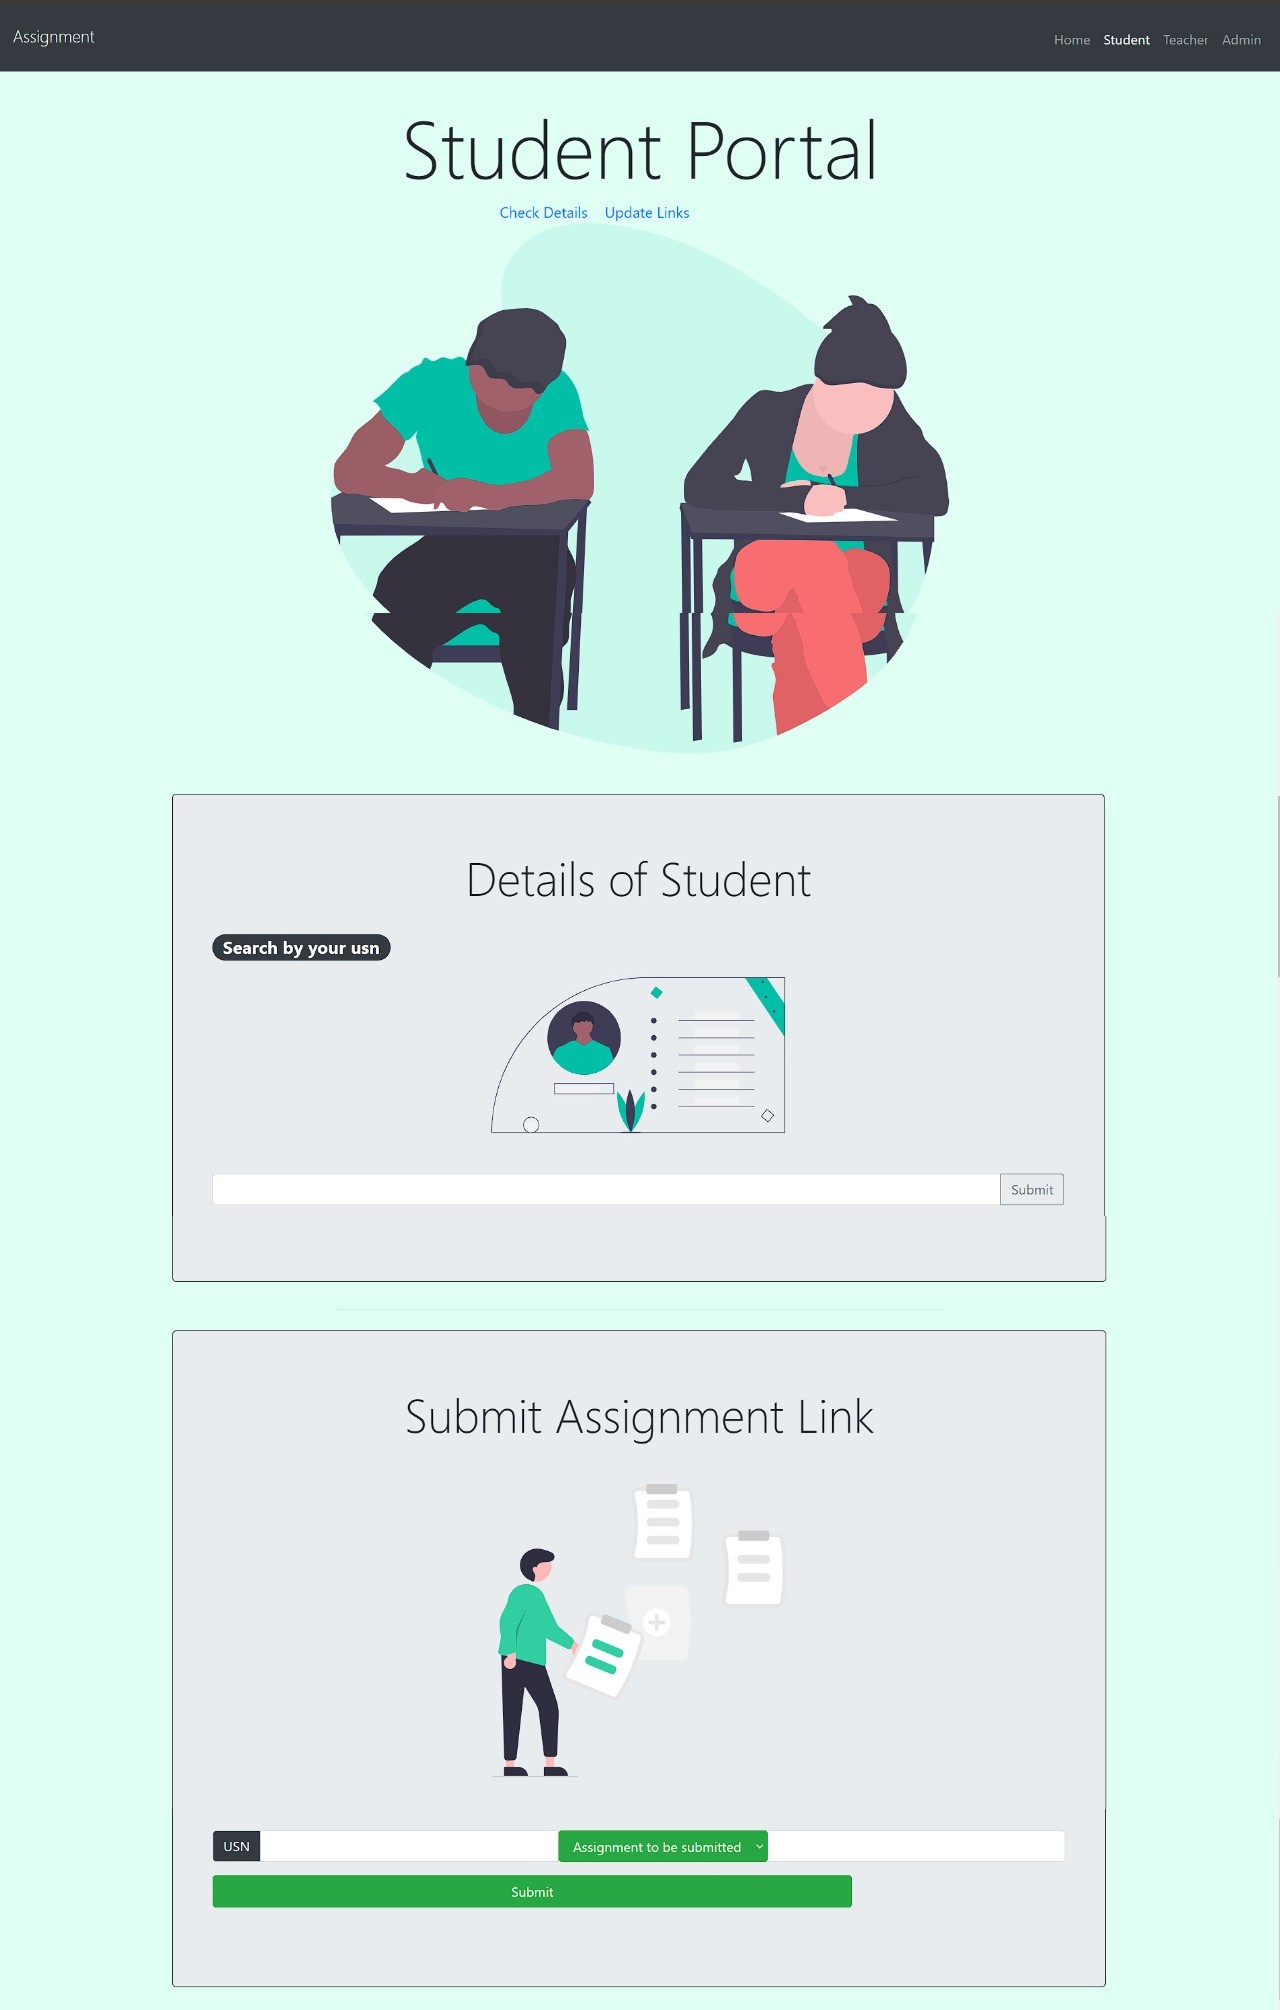 Assignment
Home Student Teacher Admin
Student Portal
Check Details Update Links
Details of Student
Search by your usn
Submit
Submit Assignment Link
USN Assignment to be submitted
Submit